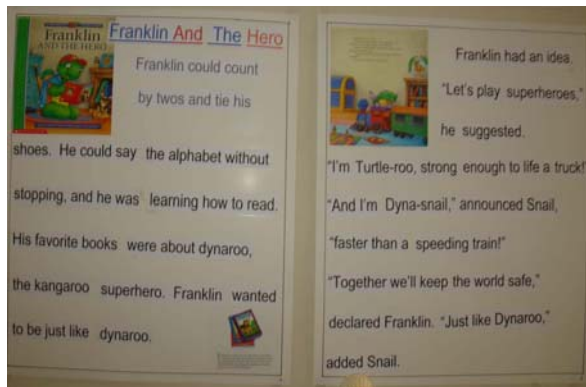 Franklin
AND THE HERO
Franklin And The Hero
Franklin could count
by twos and tie his
shoes. He could say the alphabet without
stopping, and he was learning how to read.
His favorite books were about dynaroo,
the kangaroo superhero. Franklin wanted
to be just like dynaroo.
Franklin had an idea.
"Let's play superheroes,"
he suggested.
"I'm Turtle-roo, strong enough to life a truck!
"And I'm Dyna-snail," announced Snail,
"faster than a speeding train!"
"Together we'll keep the world safe,"
declared Franklin. "Just like Dynaroo,"
added Snail.